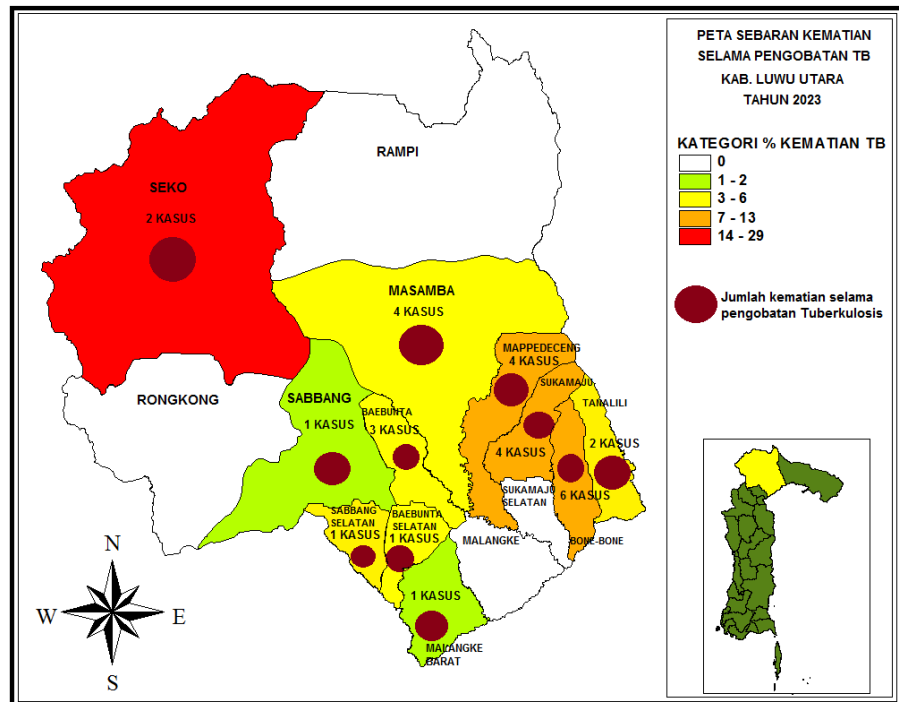 PETA SEBARAN KEMATIAN
SELAMA PENGOBATAN TB
KAB. LUWU UTARA
TAHUN 2023
KATEGORI % KEMATIAN TB
0
1 - 2
3 - 6
7 - 13
14 - 29
Jumlah kematian selama
pengobatan Tuberkulosis
RAMPI
SEKO
2 KASUS
MASAMBA
4 KASUS
MAPPEDECENG
4 KASUS
SUKAMAJU
4 KASUS
TANALILI
2 KASUS
RONGKONG
SABBANG
1 KASUS
BAEBUNTA
3 KASUS
6 KASUS
BONE-BONE
SUKAMAJU
SELATAN
SABBANG
SELATAN
1 KASUS
BAEBUNTA
SELATAN
1 KASUS
MALANGKE
1 KASUS
MALANGKE
BARAT
N
W
E
S